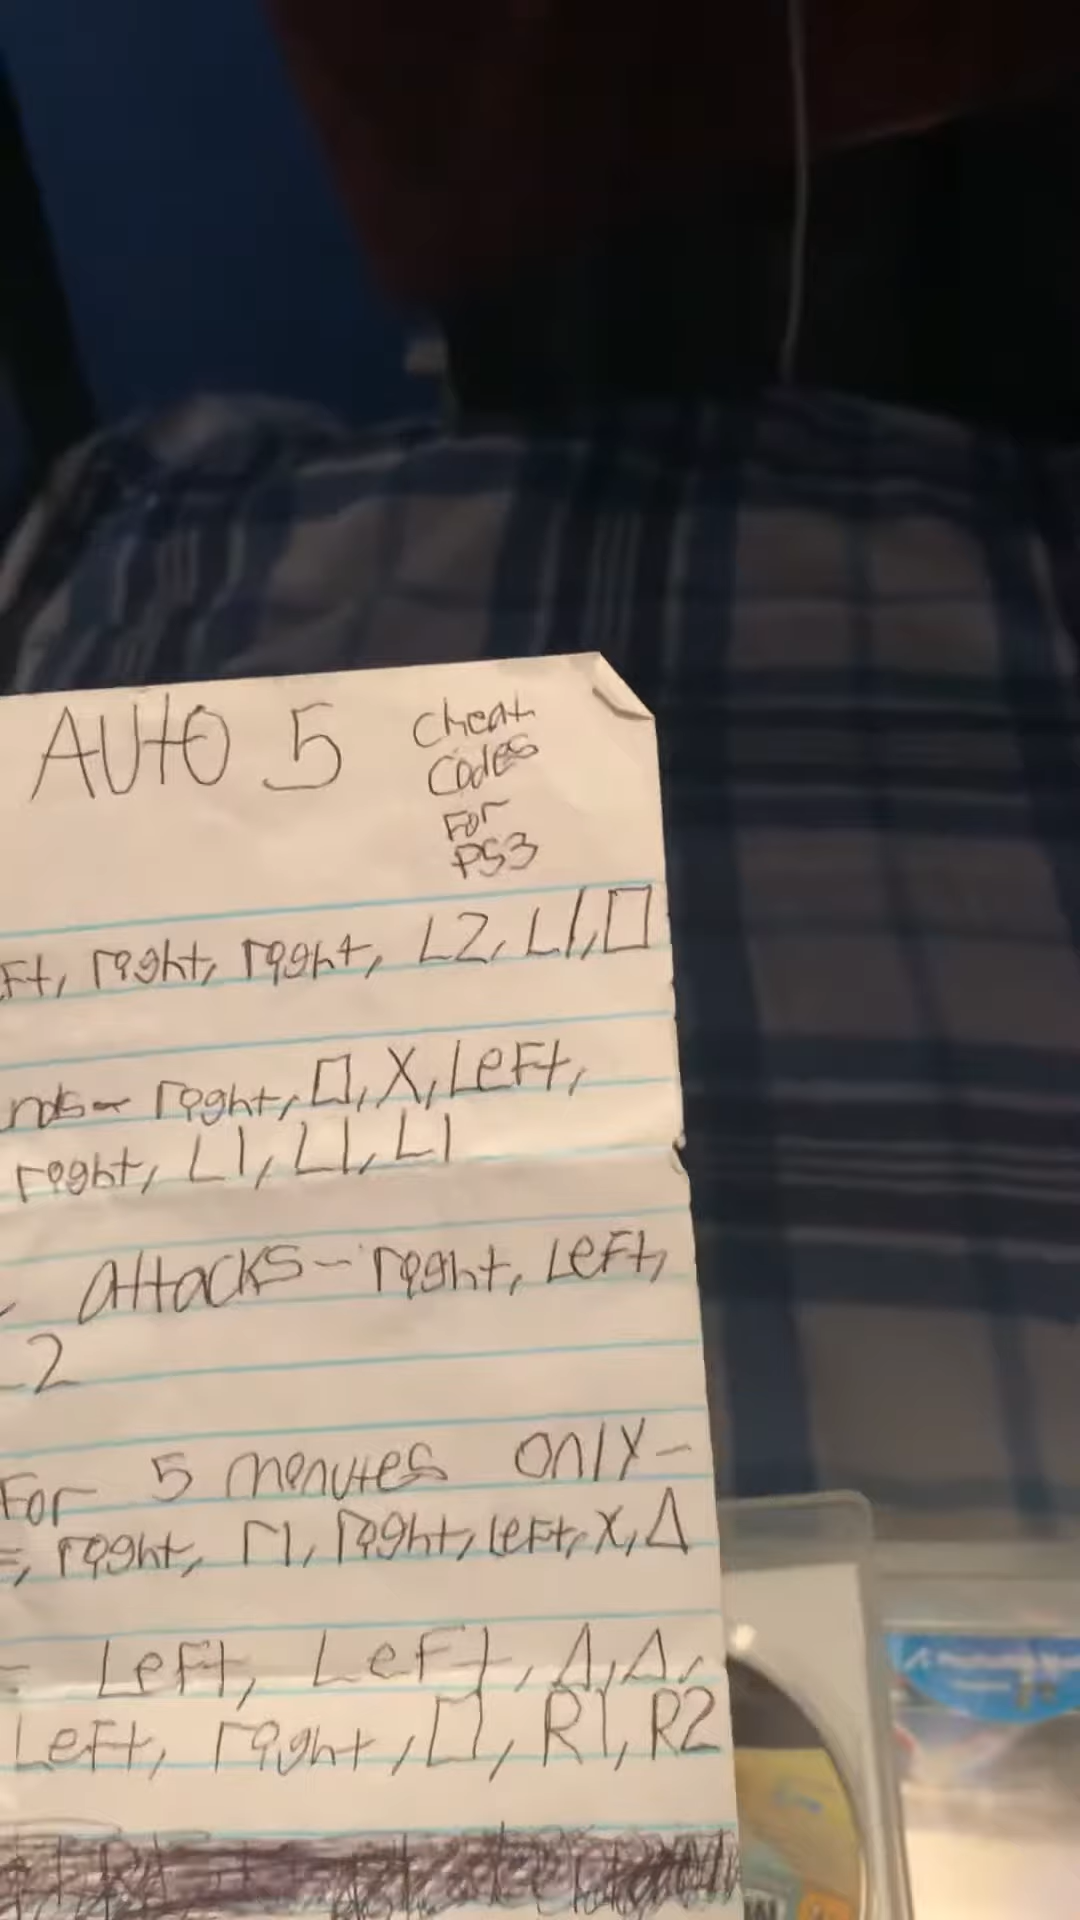 AUtO 5
Cheat
Codes
For
PS3
Ft, right, right, L2, L1, □
nds - right, □, X, LeFt,
right, L1, L1, L1
attacks - right, LeFt,
2
For 5 minutes only -
, right, r1, right, left, X, Δ
= LeFt, LeFt, Δ, Δ,
LeFt, right, □, R1, R2